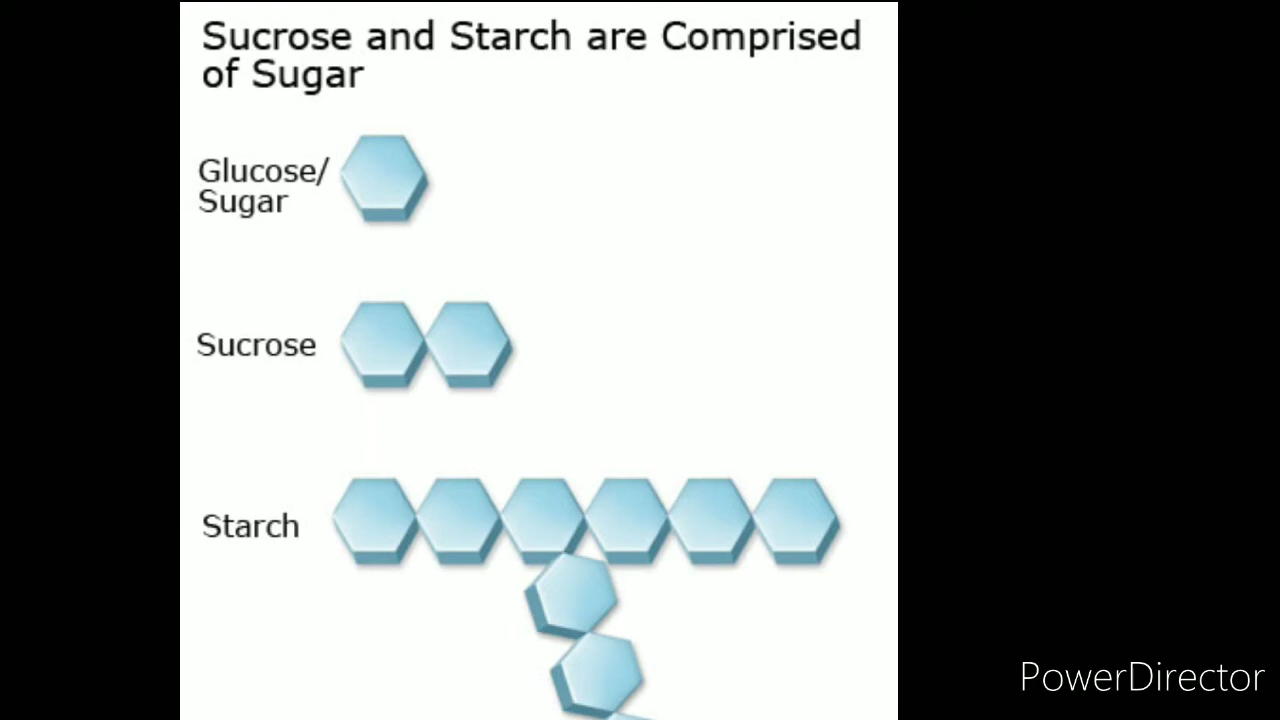 Sucrose and Starch are Comprised
of Sugar
Glucose/
Sugar
Sucrose
Starch
PowerDirector